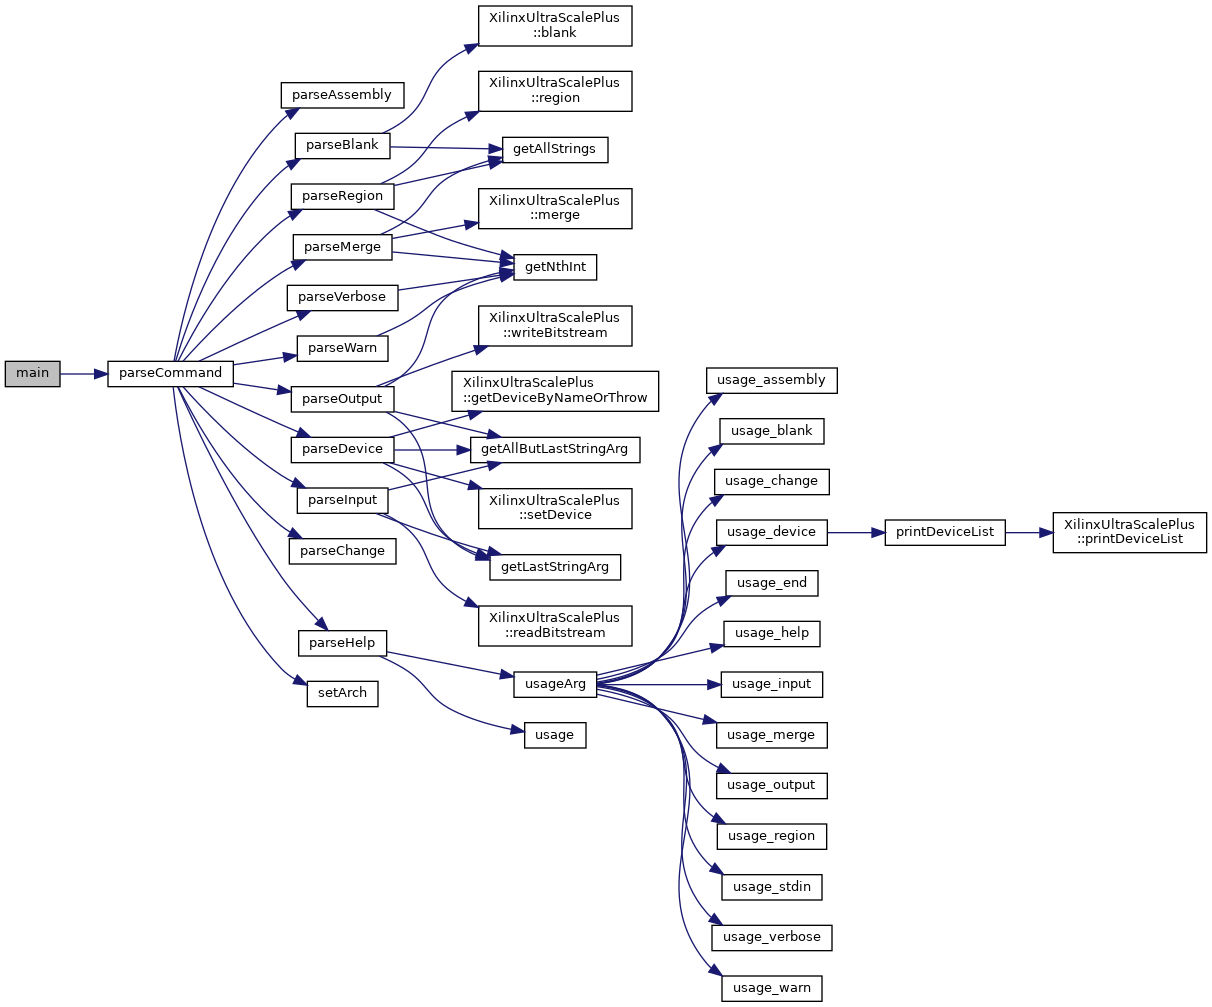 main
parseCommand
parseAssembly
parseBlank
parseRegion
parseMerge
parseVerbose
parseWarn
parseOutput
parseDevice
parseInput
parseChange
parseHelp
setArch
XilinxUltraScalePlus
::blank
XilinxUltraScalePlus
::region
getAllStrings
XilinxUltraScalePlus
::merge
getNthInt
XilinxUltraScalePlus
::writeBitstream
XilinxUltraScalePlus
::getDeviceByNameOrThrow
getAllButLastStringArg
XilinxUltraScalePlus
::setDevice
getLastStringArg
XilinxUltraScalePlus
::readBitstream
usageArg
usage
usage_assembly
usage_blank
usage_change
usage_device
usage_end
usage_help
usage_input
usage_merge
usage_output
usage_region
usage_stdin
usage_verbose
usage_warn
printDeviceList
XilinxUltraScalePlus
::printDeviceList